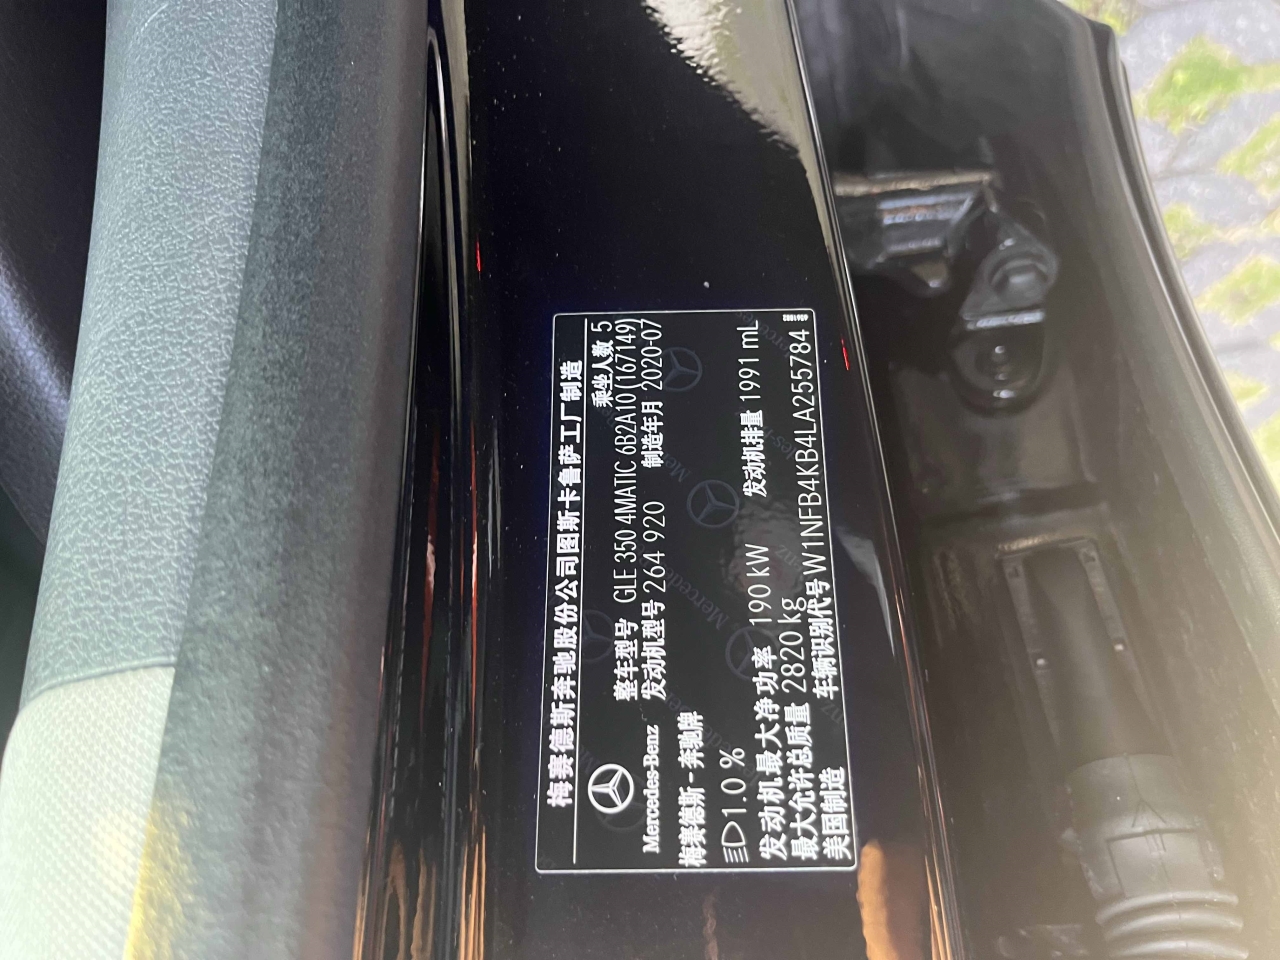 梅赛德斯奔驰股份公司图斯卡鲁萨工厂制造
乘坐人数 5
整车型号 GLE 350 4MATIC 6B2A10(167149)
发动机型号 264 920 制造年月 2020-07
Mercedes-Benz
梅赛德斯-奔驰牌
1.0 %
发动机最大净功率 190 kW 发动机排量 1991 mL
最大允许总质量 2820 kg
美国制造 车辆识别代号 W1NFB4KB4LA255784